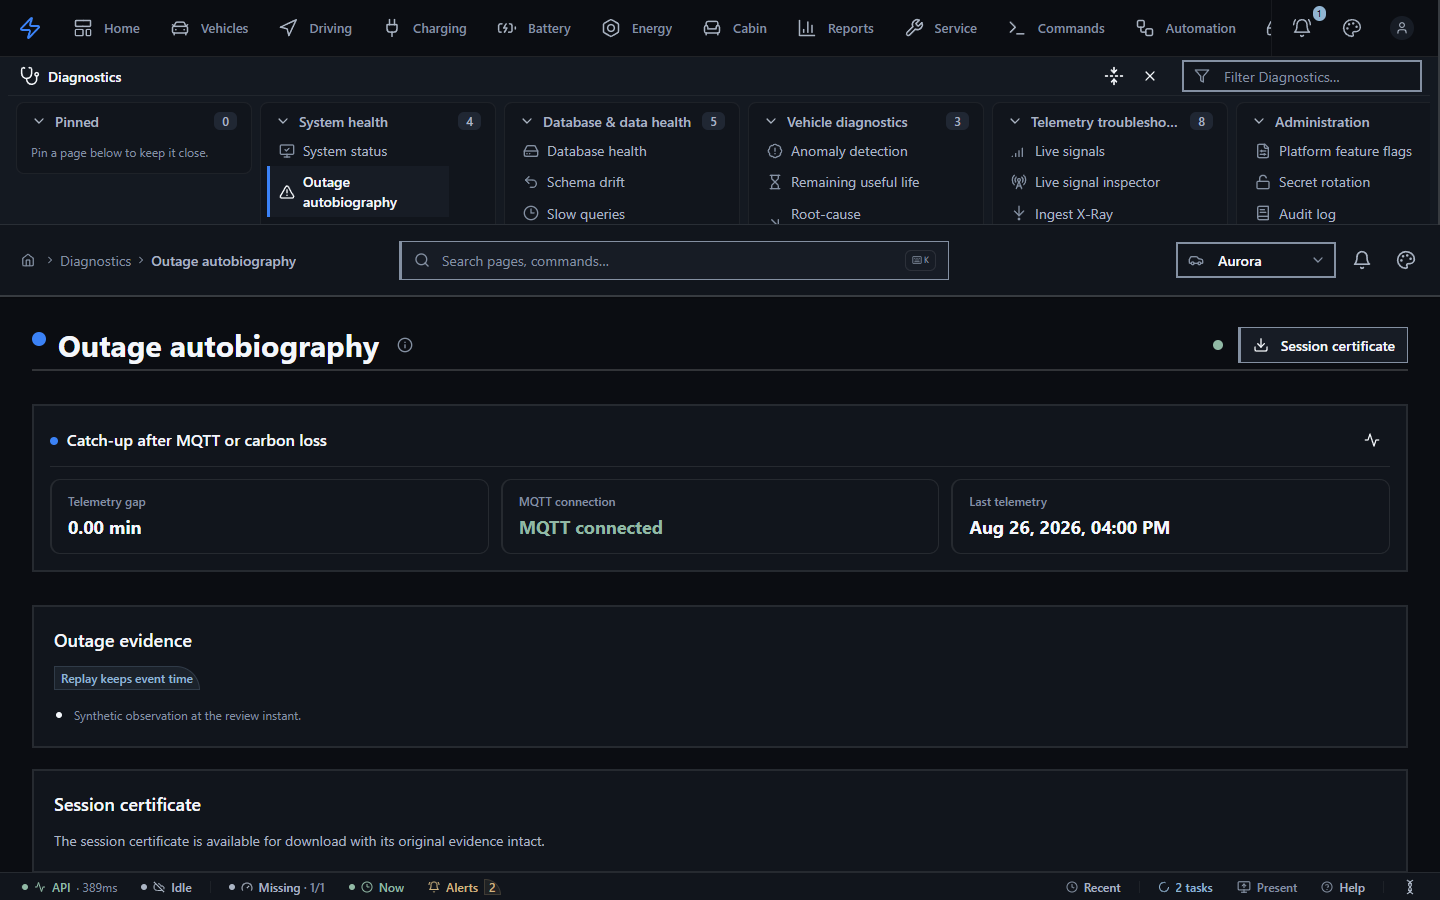 Home
Vehicles
Driving
Charging
Battery
Energy
Cabin
Reports
Service
Commands
Automation
1
Diagnostics
Filter Diagnostics...
Pinned 0
Pin a page below to keep it close.
System health 4
System status
Outage
autobiography
Database & data health 5
Database health
Schema drift
Slow queries
Vehicle diagnostics 3
Anomaly detection
Remaining useful life
Root-cause
Telemetry troublesho... 8
Live signals
Live signal inspector
Ingest X-Ray
Administration
Platform feature flags
Secret rotation
Audit log
Diagnostics
Outage autobiography
Search pages, commands...
K
Aurora
Outage autobiography
Session certificate
Catch-up after MQTT or carbon loss
Telemetry gap
0.00 min
MQTT connection
MQTT connected
Last telemetry
Aug 26, 2026, 04:00 PM
Outage evidence
Replay keeps event time
Synthetic observation at the review instant.
Session certificate
The session certificate is available for download with its original evidence intact.
API · 389ms
Idle
Missing · 1/1
Now
Alerts 2
Recent
2 tasks
Present
Help